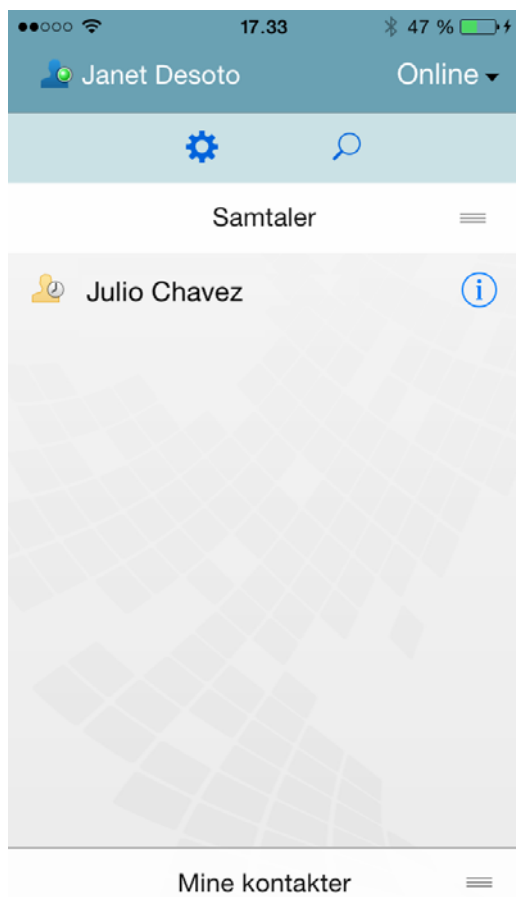 17.33 47 %
Janet Desoto Online
Samtaler
Julio Chavez
Mine kontakter